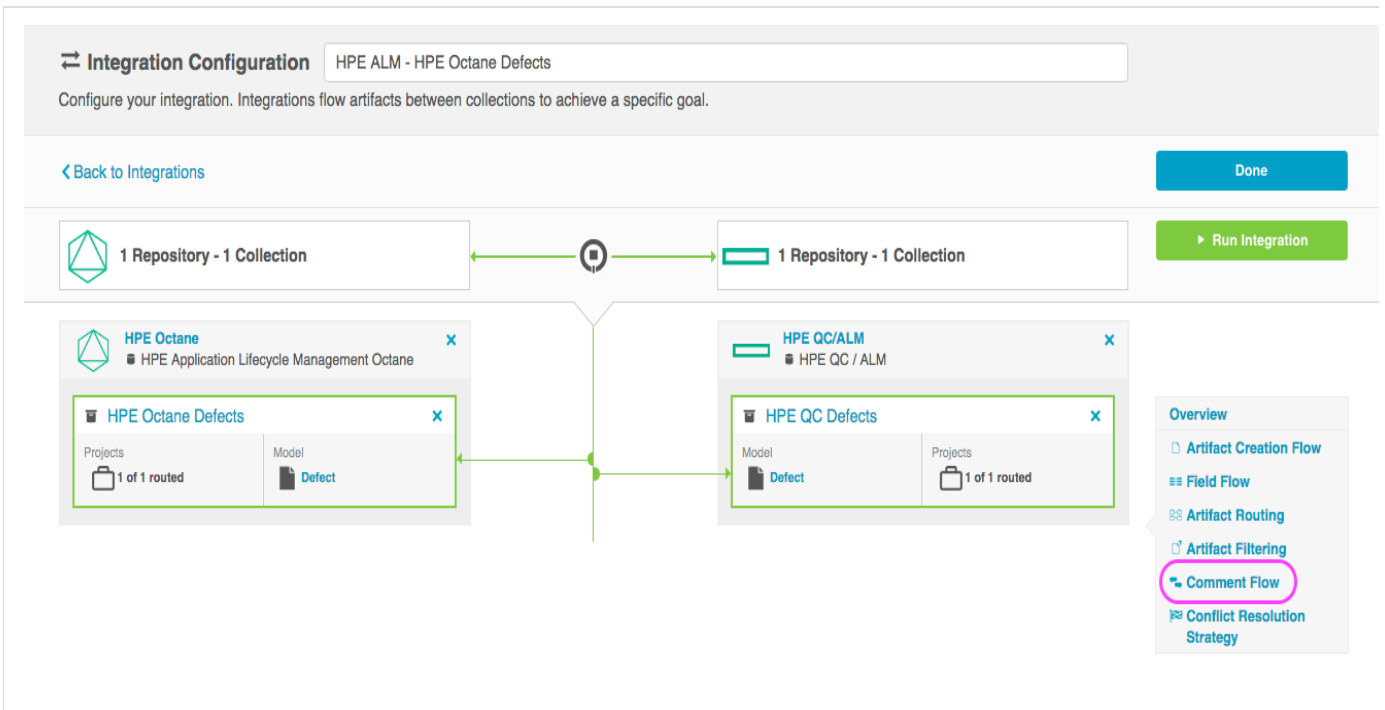 Integration Configuration HPE ALM - HPE Octane Defects
Configure your integration. Integrations flow artifacts between collections to achieve a specific goal.
Back to Integrations
Done
1 Repository - 1 Collection
1 Repository - 1 Collection
Run Integration
HPE Octane
HPE Application Lifecycle Management Octane
HPE Octane Defects
Projects
1 of 1 routed
Model
Defect
HPE QC/ALM
HPE QC / ALM
HPE QC Defects
Model
Defect
Projects
1 of 1 routed
Overview
Artifact Creation Flow
Field Flow
Artifact Routing
Artifact Filtering
Comment Flow
Conflict Resolution
Strategy